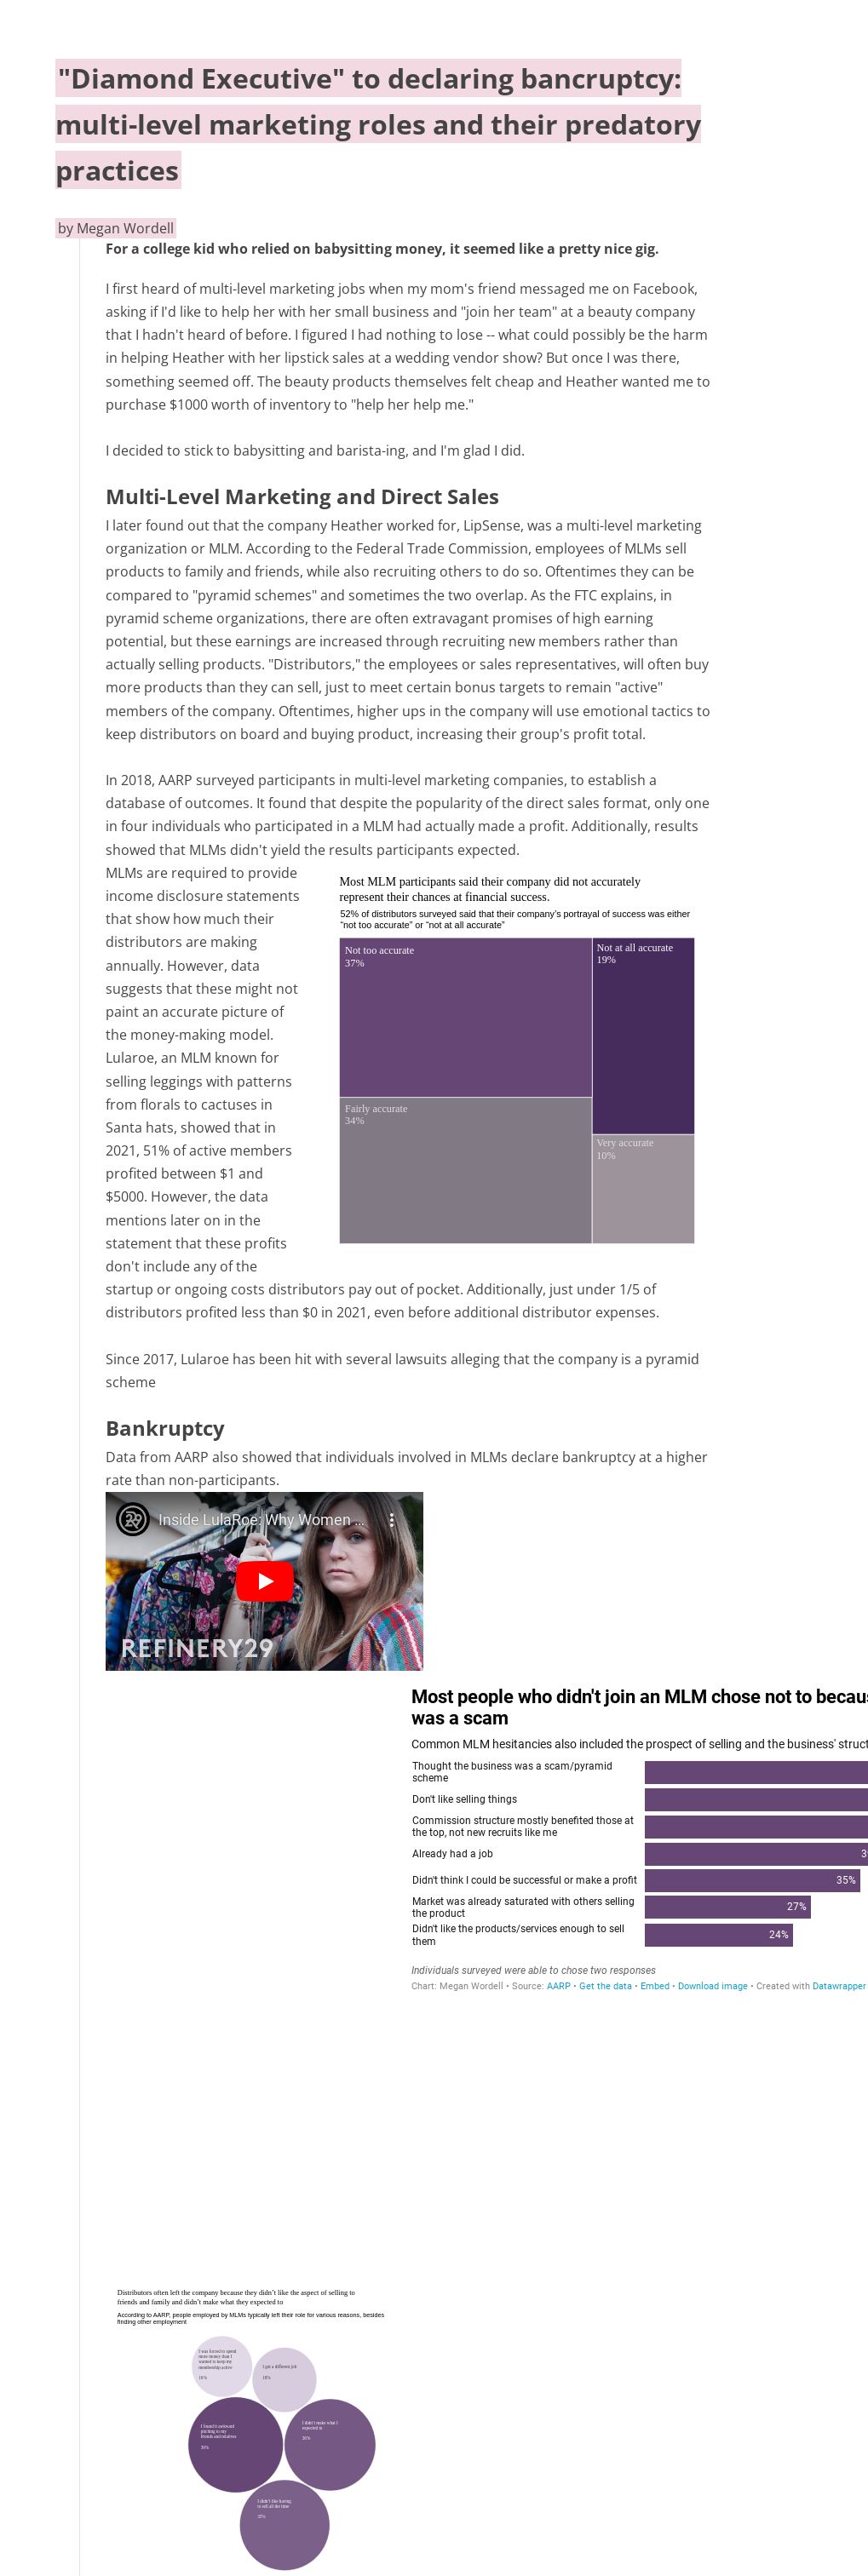 "Diamond Executive" to declaring bancruptcy:
multi-level marketing roles and their predatory
practices
by Megan Wordell
For a college kid who relied on babysitting money, it seemed like a pretty nice gig.
I first heard of multi-level marketing jobs when my mom's friend messaged me on Facebook,
asking if I'd like to help her with her small business and "join her team" at a beauty company
that I hadn't heard of before. I figured I had nothing to lose -- what could possibly be the harm
in helping Heather with her lipstick sales at a wedding vendor show? But once I was there,
something seemed off. The beauty products themselves felt cheap and Heather wanted me to
purchase $1000 worth of inventory to "help her help me."
I decided to stick to babysitting and barista-ing, and I'm glad I did.
Multi-Level Marketing and Direct Sales
I later found out that the company Heather worked for, LipSense, was a multi-level marketing
organization or MLM. According to the Federal Trade Commission, employees of MLMs sell
products to family and friends, while also recruiting others to do so. Oftentimes they can be
compared to "pyramid schemes" and sometimes the two overlap. As the FTC explains, in
pyramid scheme organizations, there are often extravagant promises of high earning
potential, but these earnings are increased through recruiting new members rather than
actually selling products. "Distributors," the employees or sales representatives, will often buy
more products than they can sell, just to meet certain bonus targets to remain "active"
members of the company. Oftentimes, higher ups in the company will use emotional tactics to
keep distributors on board and buying product, increasing their group's profit total.
In 2018, AARP surveyed participants in multi-level marketing companies, to establish a
database of outcomes. It found that despite the popularity of the direct sales format, only one
in four individuals who participated in a MLM had actually made a profit. Additionally, results
showed that MLMs didn't yield the results participants expected.
MLMs are required to provide
income disclosure statements
that show how much their
distributors are making
annually. However, data
suggests that these might not
paint an accurate picture of
the money-making model.
Lularoe, an MLM known for
selling leggings with patterns
from florals to cactuses in
Santa hats, showed that in
2021, 51% of active members
profited between $1 and
$5000. However, the data
mentions later on in the
statement that these profits
don't include any of the
startup or ongoing costs distributors pay out of pocket. Additionally, just under 1/5 of
distributors profited less than $0 in 2021, even before additional distributor expenses.
Most MLM participants said their company did not accurately
represent their chances at financial success.
52% of distributors surveyed said that their company's portrayal of success was either
"not too accurate" or "not at all accurate"
Not too accurate
37%
Not at all accurate
19%
Fairly accurate
34%
Very accurate
10%
Since 2017, Lularoe has been hit with several lawsuits alleging that the company is a pyramid
scheme
Bankruptcy
Data from AARP also showed that individuals involved in MLMs declare bankruptcy at a higher
rate than non-participants.
Inside LulaRoe: Why Women ...
REFINERY29
Most people who didn't join an MLM chose not to becau
was a scam
Common MLM hesitancies also included the prospect of selling and the business' struct
Thought the business was a scam/pyramid
scheme
Don't like selling things
Commission structure mostly benefited those at
the top, not new recruits like me
Already had a job
Didn't think I could be successful or make a profit
35%
Market was already saturated with others selling
the product
27%
Didn't like the products/services enough to sell
them
24%
Individuals surveyed were able to chose two responses
Chart: Megan Wordell • Source: AARP • Get the data • Embed • Download image • Created with Datawrapper
Distributors often left the company because they didn't like the aspect of selling to
friends and family and didn't make what they expected to
According to AARP, people employed by MLMs typically left their role for various reasons, besides
finding other employment
I was forced to spend
more money than I
wanted to keep my
membership active
I got a different job
I found it awkward
pitching to my
friends and relatives
I didn't make what I
expected to
I didn't like having
to sell all the time